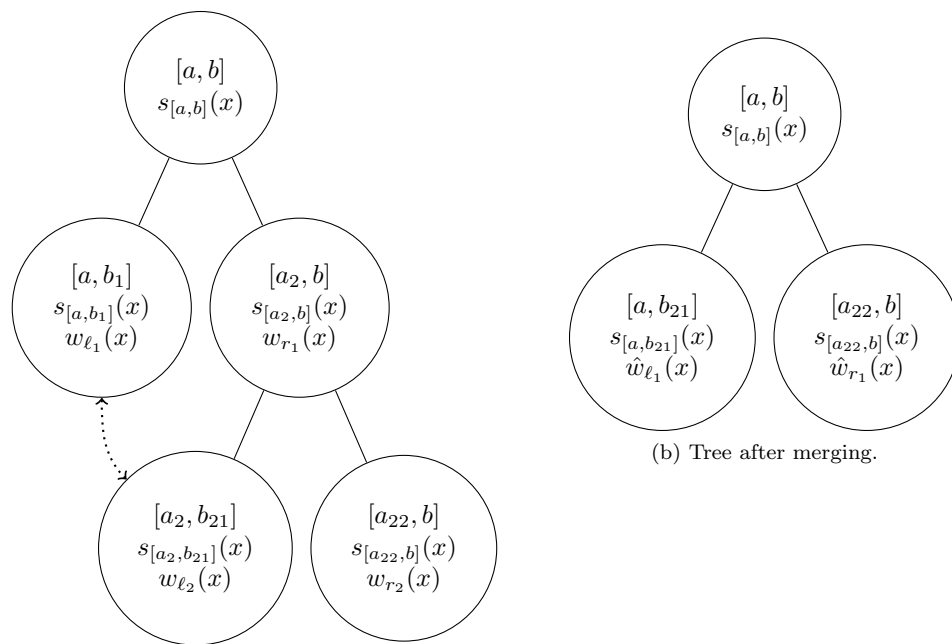 [a, b]
s_{[a,b]}(x)
[a, b_1]
s_{[a,b_1]}(x)
w_{ℓ_1}(x)
[a_2, b]
s_{[a_2,b]}(x)
w_{r_1}(x)
[a_2, b_{21}]
s_{[a_2,b_{21}]}(x)
w_{ℓ_2}(x)
[a_{22}, b]
s_{[a_{22},b]}(x)
w_{r_2}(x)
[a, b]
s_{[a,b]}(x)
[a, b_{21}]
s_{[a,b_{21}]}(x)
ŵ_{ℓ_1}(x)
[a_{22}, b]
s_{[a_{22},b]}(x)
ŵ_{r_1}(x)
(b) Tree after merging.